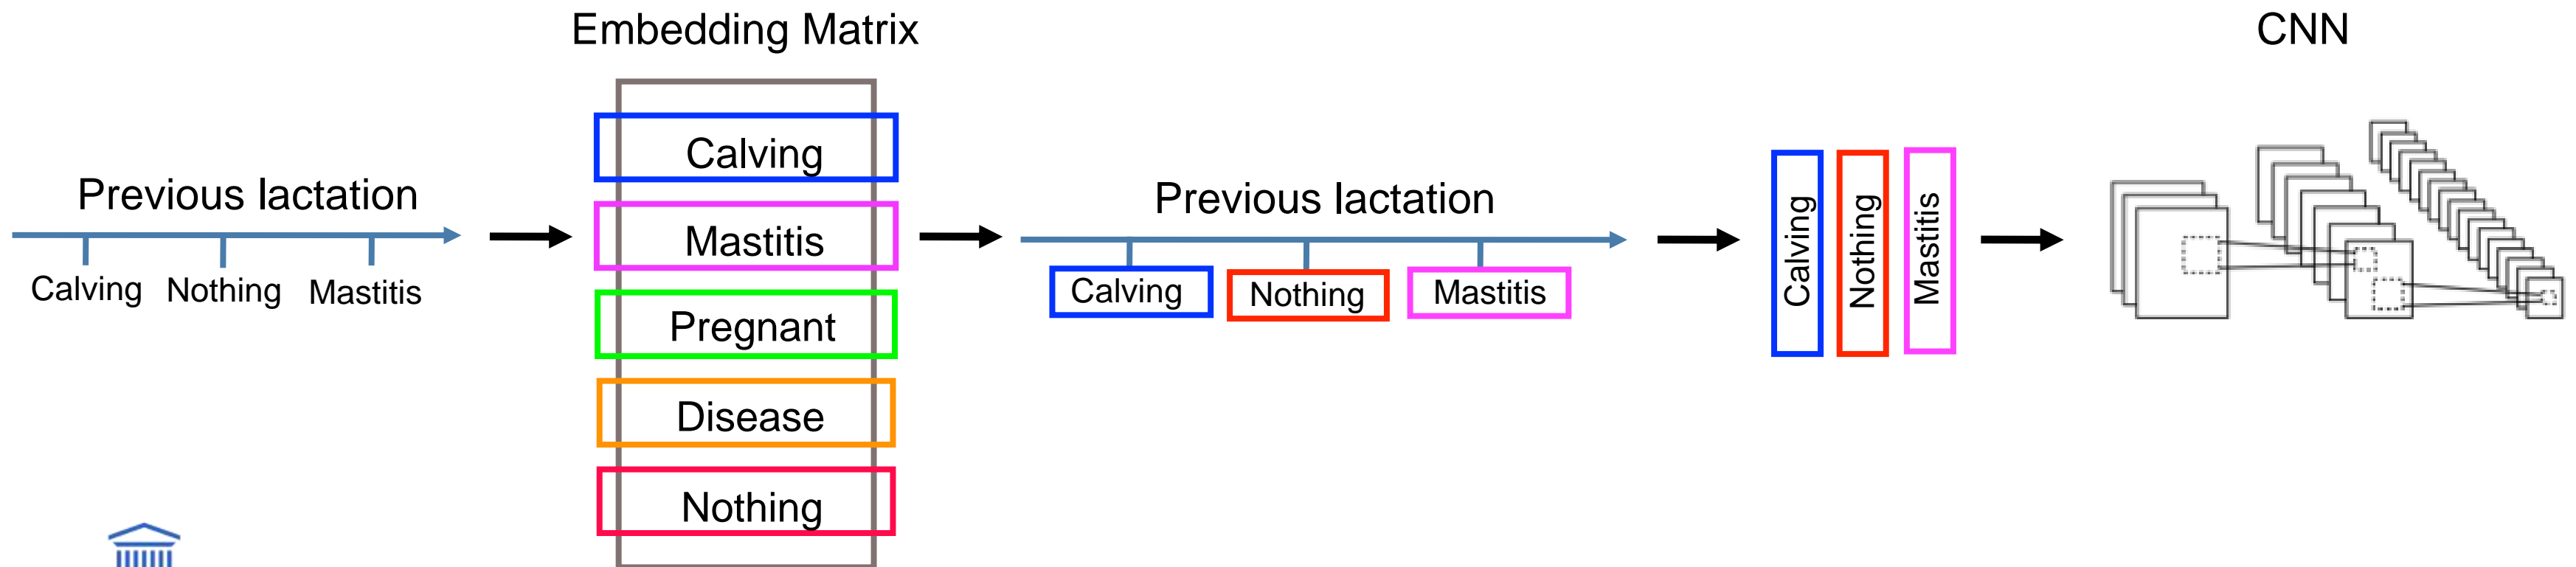 Embedding Matrix
CNN
Previous lactation
Calving Nothing Mastitis
Calving
Mastitis
Pregnant
Disease
Nothing
Previous lactation
Calving Nothing Mastitis
Calving
Nothing
Mastitis